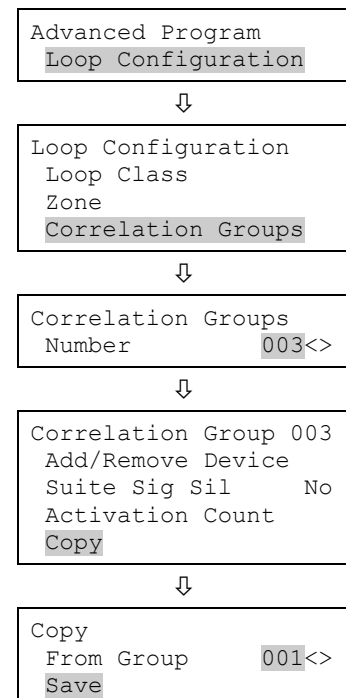 Advanced Program
Loop Configuration
⇩
Loop Configuration
Loop Class
Zone
Correlation Groups
⇩
Correlation Groups
Number 003<>
⇩
Correlation Group 003
Add/Remove Device
Suite Sig Sil No
Activation Count
Copy
⇩
Copy
From Group 001<>
Save